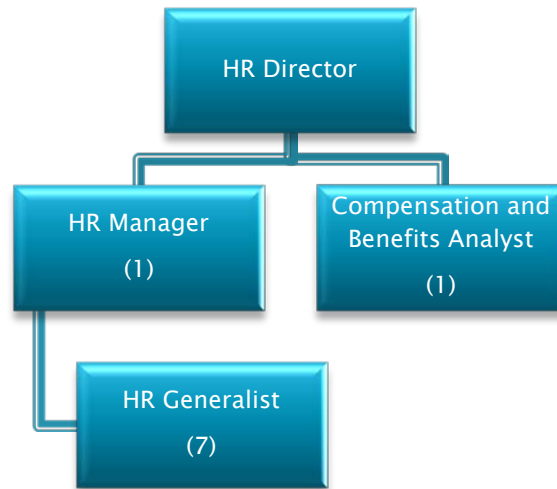 HR Director
HR Manager
(1)
Compensation and
Benefits Analyst
(1)
HR Generalist
(7)